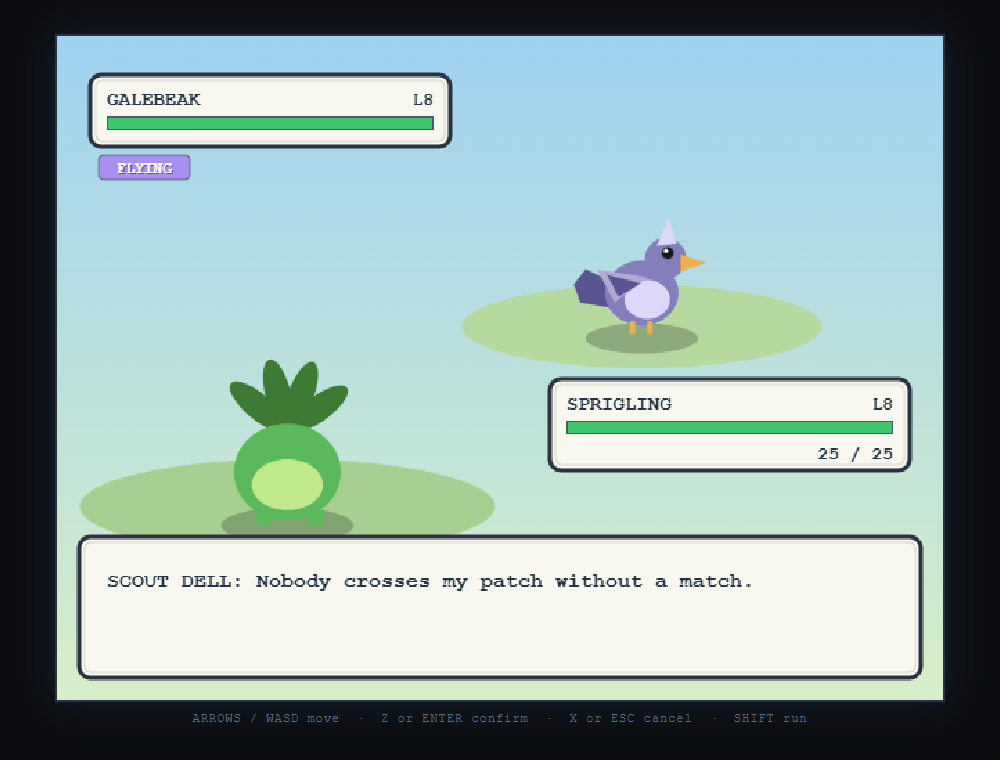 GALEBEAK L8
FLYING
SPRIGLING L8
25 / 25
SCOUT DELL: Nobody crosses my patch without a match.
ARROWS / WASD move · Z or ENTER confirm · X or ESC cancel · SHIFT run